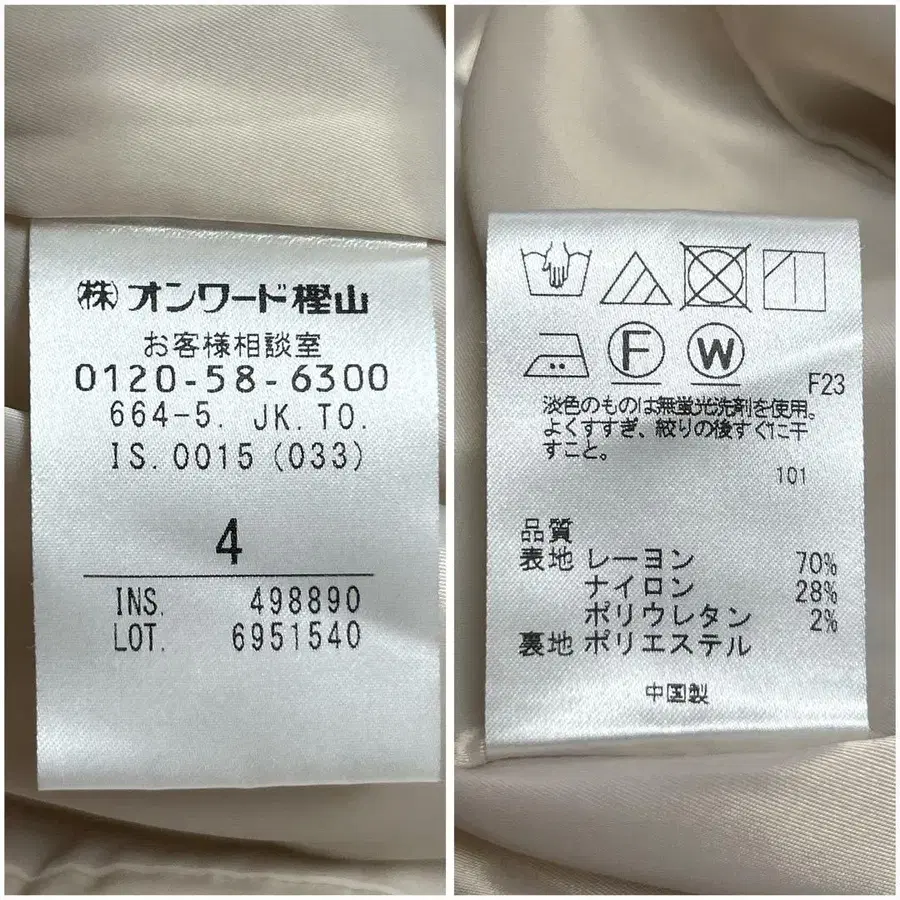 (株)オンワード樫山
お客様相談室
0120-58-6300
664-5. JK. TO.
IS. 0015 (033)
4
INS. 498890
LOT. 6951540
F W
F23
淡色のものは無蛍光洗剤を使用。
よくすすぎ、絞りの後すぐに干
すこと。
101
品質
表地 レーヨン 70%
ナイロン 28%
ポリウレタン 2%
裏地 ポリエステル
中国製